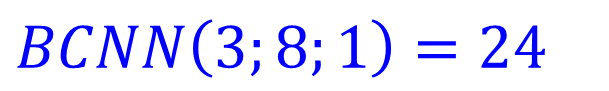 BCNN(3; 8; 1) = 24